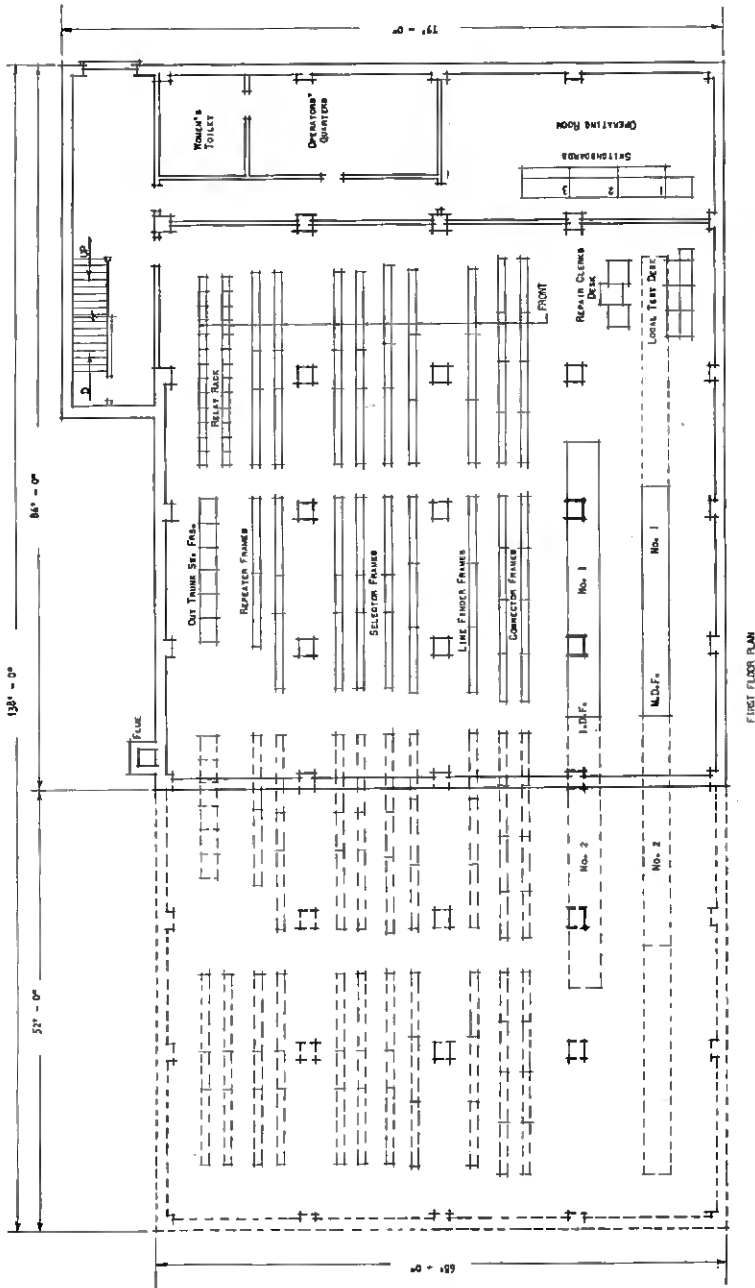 138' - 0"
86' - 0"
52' - 0"
79' - 0"
68' - 0"
UP
D
WOMEN'S
TOILET
OPERATORS'
QUARTERS
OPERATING ROOM
SWITCHBOARDS
3
2
1
RELAY RACK
OUT TRUNK SW. FRS.
REPEATER FRAMES
SELECTOR FRAMES
LINE FINDER FRAMES
CONNECTOR FRAMES
FRONT
REPAIR CLERKS
DESK
LOCAL TEST DESK
FLUE
I.D.F.
NO. 1
NO. 2
M.D.F.
NO. 1
NO. 2
FIRST FLOOR PLAN